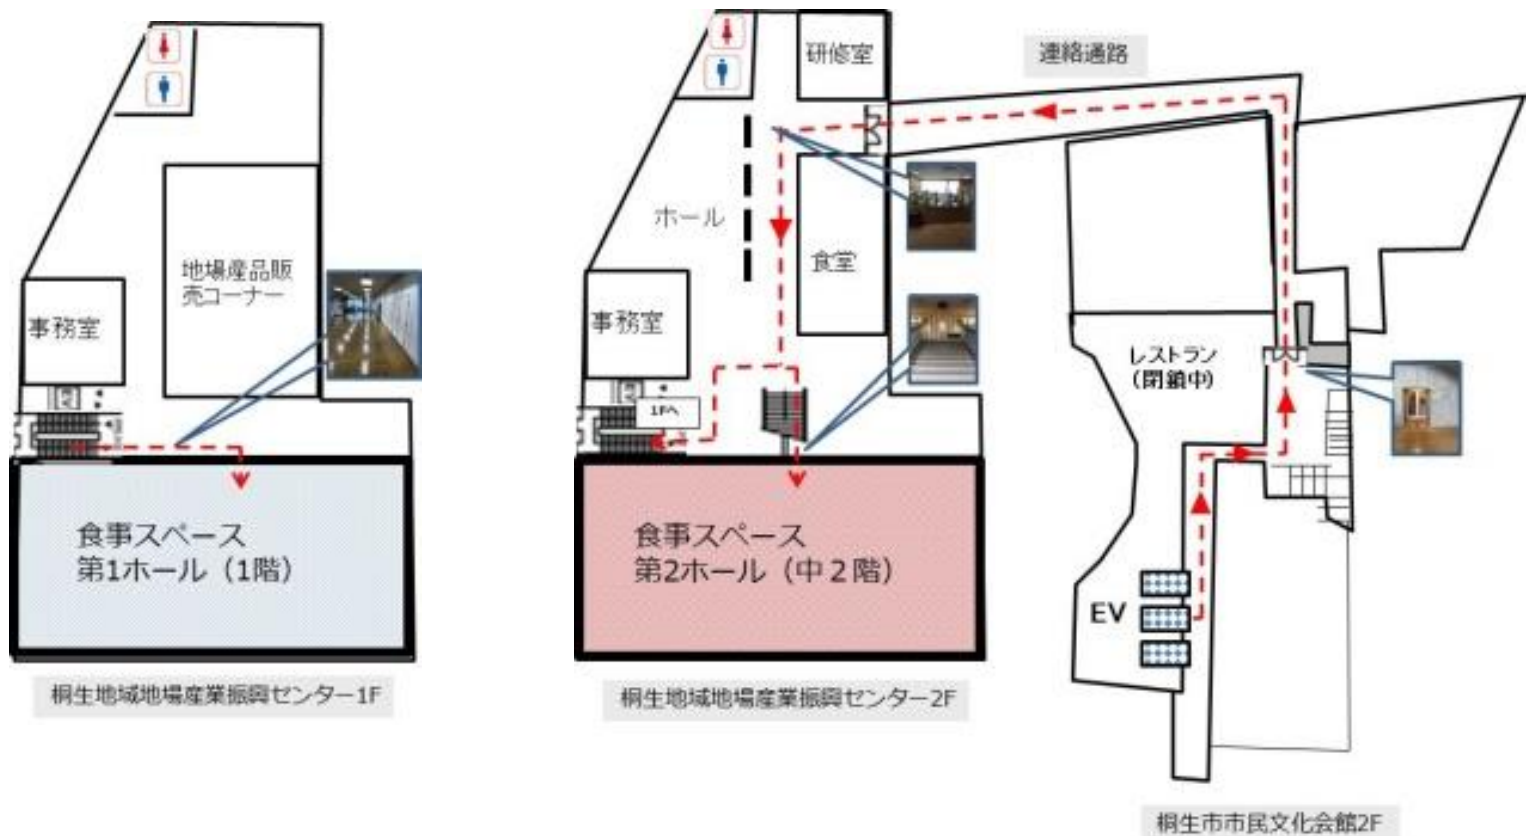 地場産品販
売コーナー
事務室
EV
食事スペース
第1ホール（1階）
桐生地域地場産業振興センター1F
研修室
ホール
食堂
事務室
1Fへ
食事スペース
第2ホール（中２階）
桐生地域地場産業振興センター2F
連絡通路
レストラン
（閉鎖中）
EV
桐生市市民文化会館2F